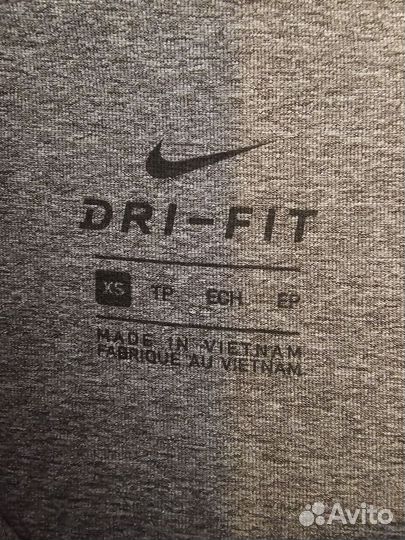 DRI-FIT
XS TP ECH EP
MADE IN VIETNAM
FABRIQUE AU VIETNAM
Avito